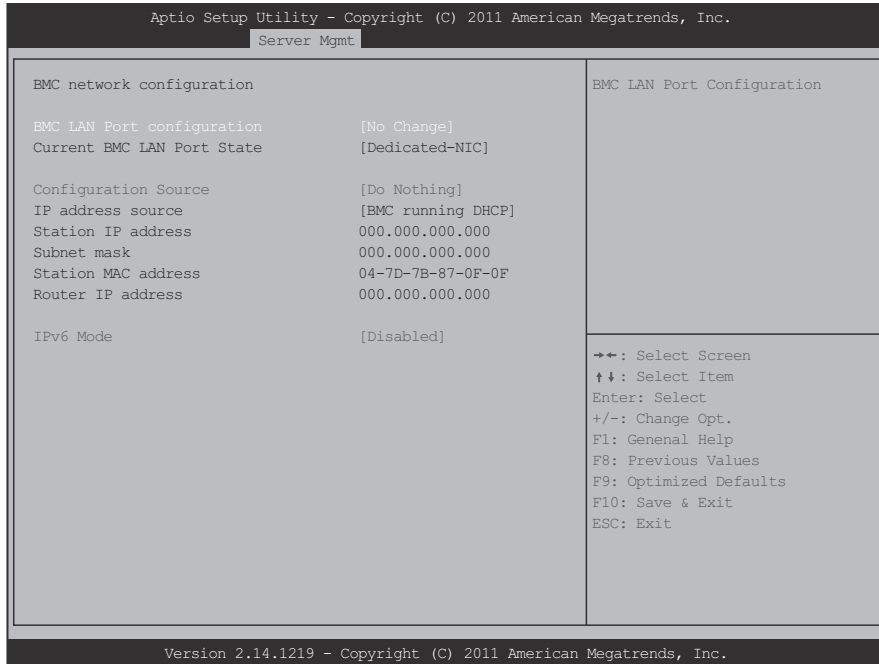 Aptio Setup Utility - Copyright (C) 2011 American Megatrends, Inc.
Server Mgmt
BMC network configuration
BMC LAN Port configuration [No Change]
Current BMC LAN Port State [Dedicated-NIC]
Configuration Source [Do Nothing]
IP address source [BMC running DHCP]
Station IP address 000.000.000.000
Subnet mask 000.000.000.000
Station MAC address 04-7D-7B-87-0F-0F
Router IP address 000.000.000.000
IPv6 Mode [Disabled]
BMC LAN Port Configuration
→←: Select Screen
↑↓: Select Item
Enter: Select
+/-: Change Opt.
F1: Genenal Help
F8: Previous Values
F9: Optimized Defaults
F10: Save & Exit
ESC: Exit
Version 2.14.1219 - Copyright (C) 2011 American Megatrends, Inc.